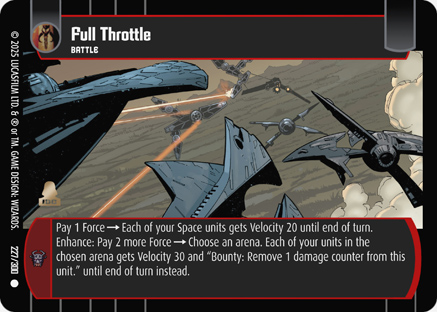 Full Throttle
BATTLE
© 2025 LUCASFILM LTD. & ® or TM. GAME DESIGN, WIZARDS.
227/300
Pay 1 Force → Each of your Space units gets Velocity 20 until end of turn.
Enhance: Pay 2 more Force → Choose an arena. Each of your units in the
chosen arena gets Velocity 30 and “Bounty: Remove 1 damage counter from this
unit.” until end of turn instead.